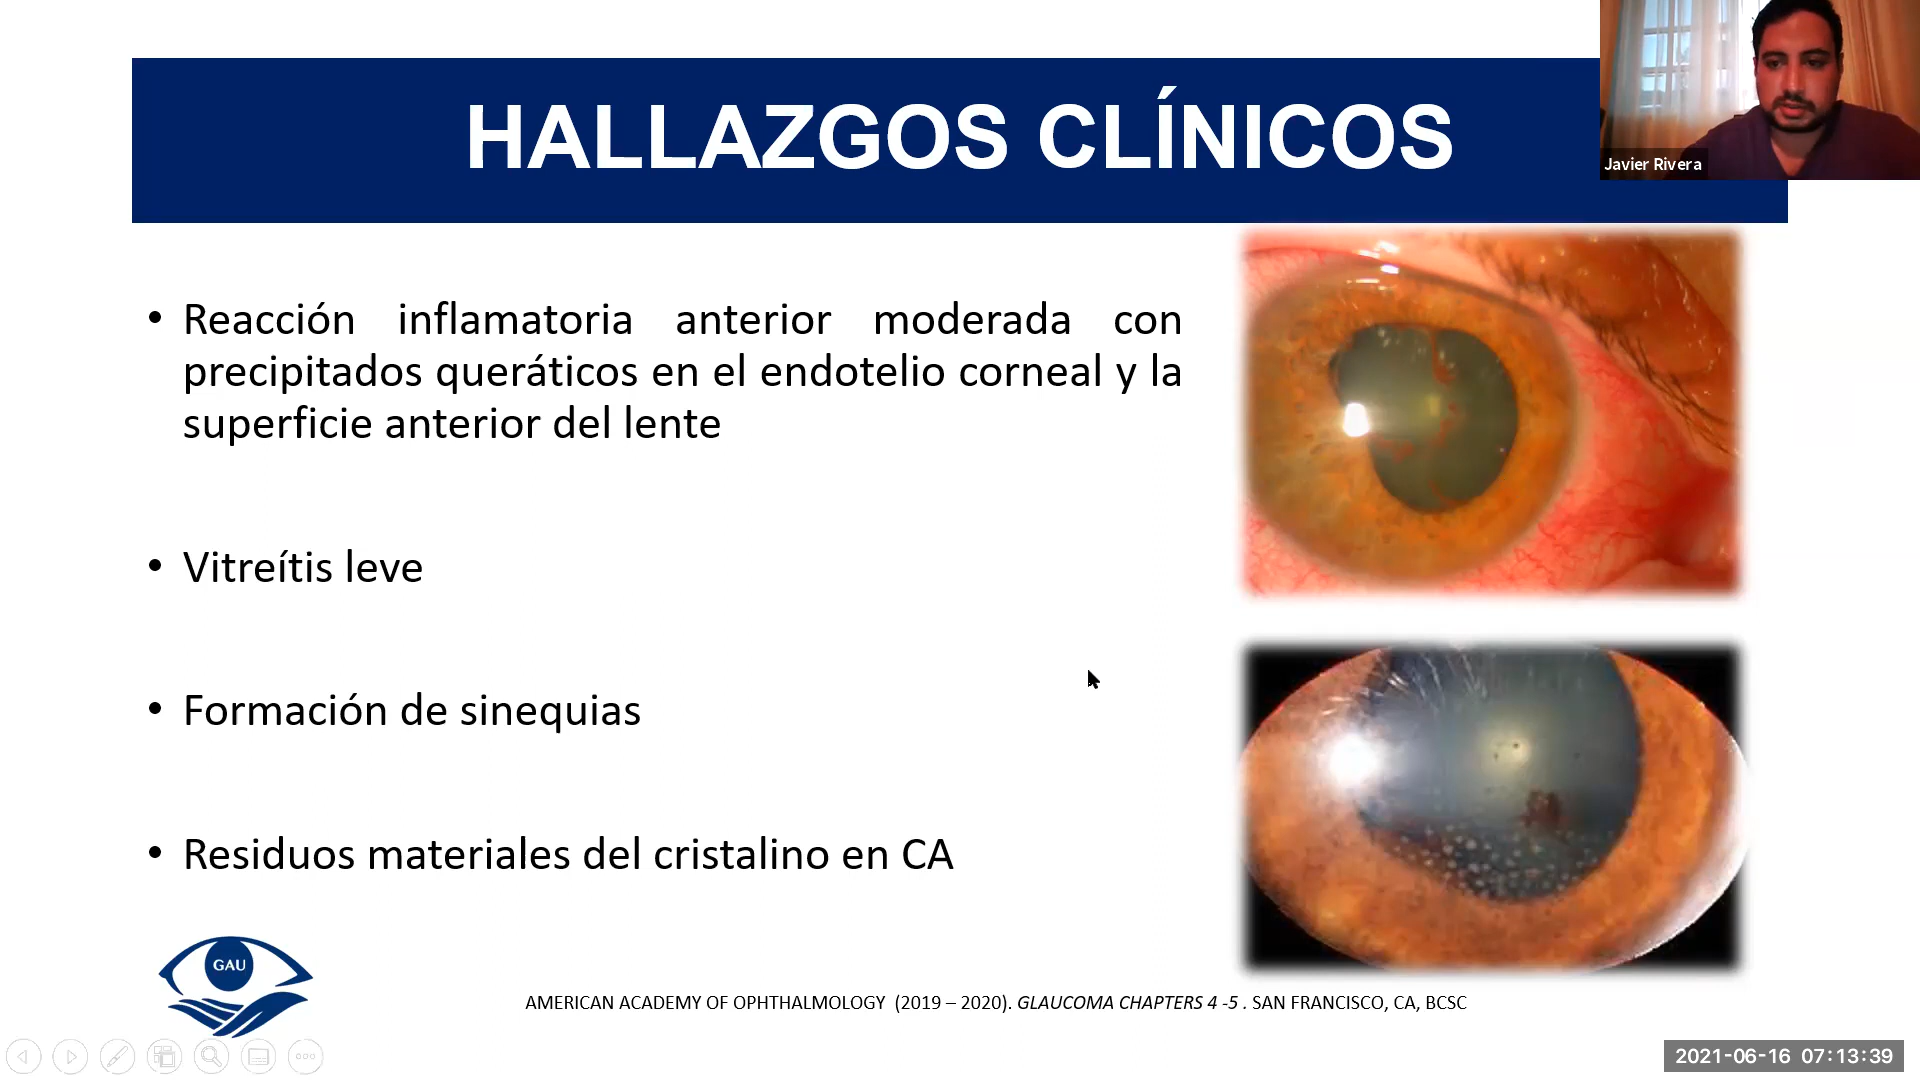 HALLAZGOS CLÍNICOS
Javier Rivera
• Reacción inflamatoria anterior moderada con
precipitados queráticos en el endotelio corneal y la
superficie anterior del lente
• Vitreítis leve
• Formación de sinequias
• Residuos materiales del cristalino en CA
GAU
AMERICAN ACADEMY OF OPHTHALMOLOGY (2019 – 2020). GLAUCOMA CHAPTERS 4 -5 . SAN FRANCISCO, CA, BCSC
2021-06-16 07:13:39